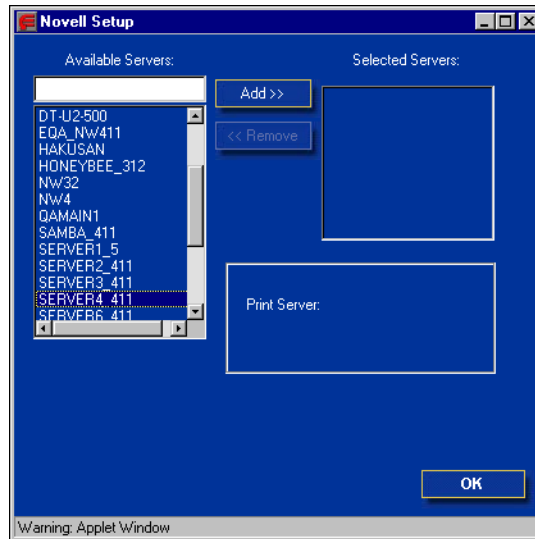 Novell Setup
Available Servers:
Selected Servers:
Add >>
<< Remove
DT-U2-500
EQA_NW411
HAKUSAN
HONEYBEE_312
NW32
NW4
QAMAIN1
SAMBA_411
SERVER1_5
SERVER2_411
SERVER3_411
SERVER4_411
SERVER6_411
Print Server:
OK
Warning: Applet Window